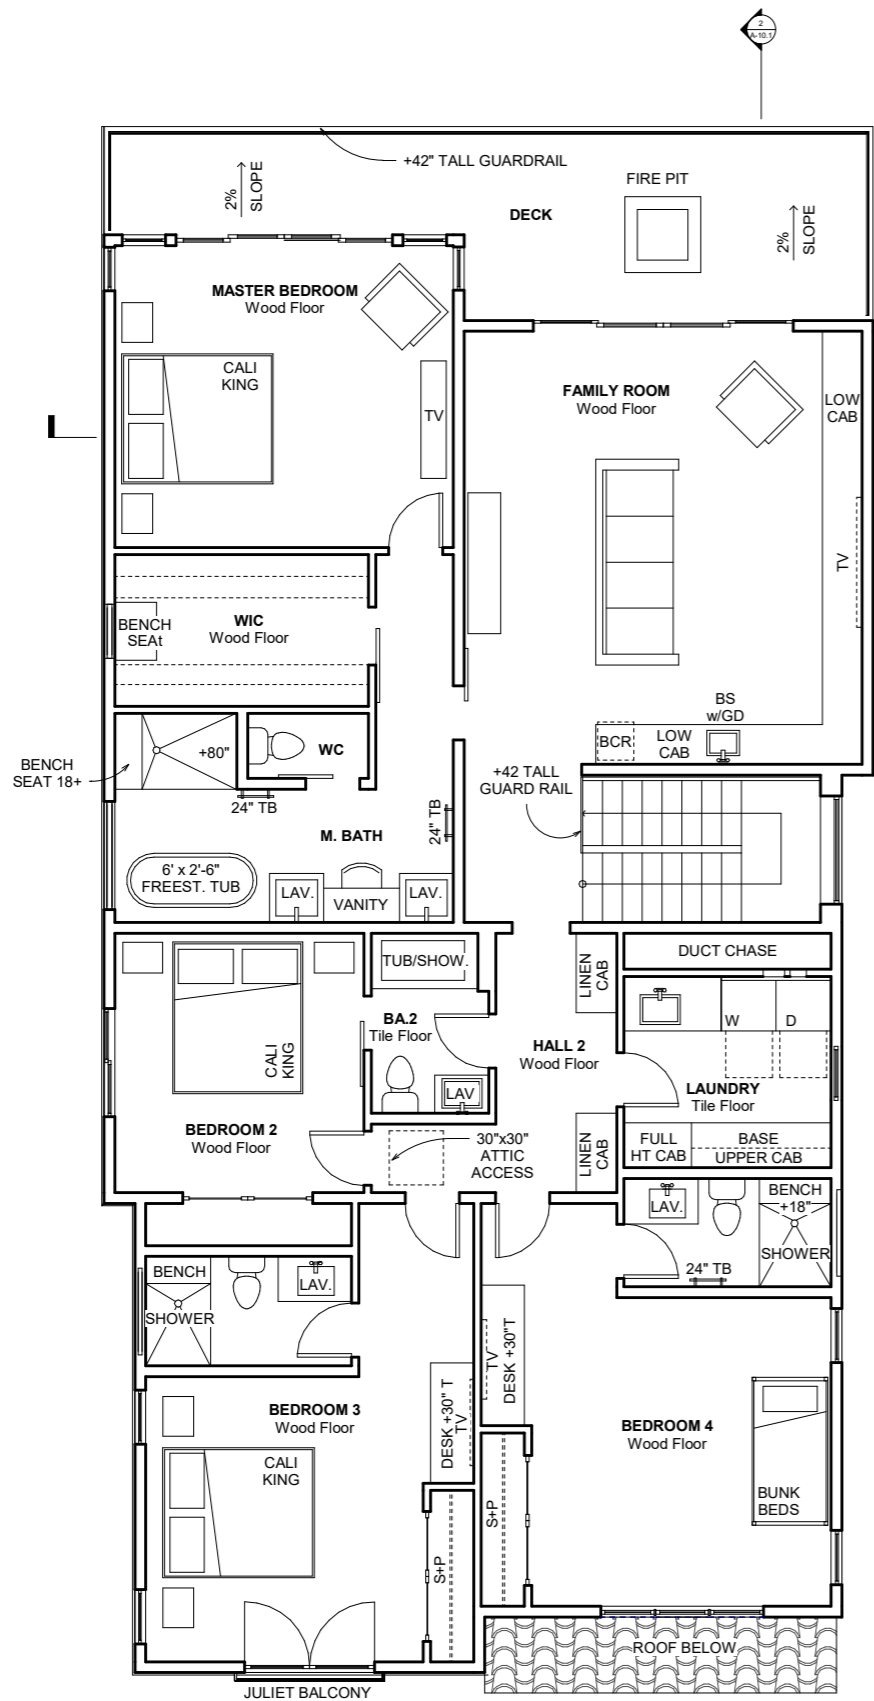 2
A-10.1
+42" TALL GUARDRAIL
2%
SLOPE
DECK
FIRE PIT
2%
SLOPE
MASTER BEDROOM
Wood Floor
CALI
KING
TV
FAMILY ROOM
Wood Floor
LOW
CAB
TV
WIC
Wood Floor
BENCH
SEAt
BS
w/GD
BCR
LOW
CAB
WC
+80"
BENCH
SEAT 18+
24" TB
+42 TALL
GUARD RAIL
M. BATH
24" TB
6' x 2'-6"
FREEST. TUB
LAV.
VANITY
LAV.
TUB/SHOW.
LINEN
CAB
DUCT CHASE
BA.2
Tile Floor
W
D
CALI
KING
HALL 2
Wood Floor
LAUNDRY
Tile Floor
LAV
BEDROOM 2
Wood Floor
30"x30"
ATTIC
ACCESS
LINEN
CAB
FULL
HT CAB
BASE
UPPER CAB
LAV.
BENCH
+18"
SHOWER
24" TB
BENCH
LAV.
SHOWER
TV
DESK +30"T
BEDROOM 3
Wood Floor
DESK +30" T
TV
BEDROOM 4
Wood Floor
CALI
KING
BUNK
BEDS
S+P
S+P
ROOF BELOW
JULIET BALCONY